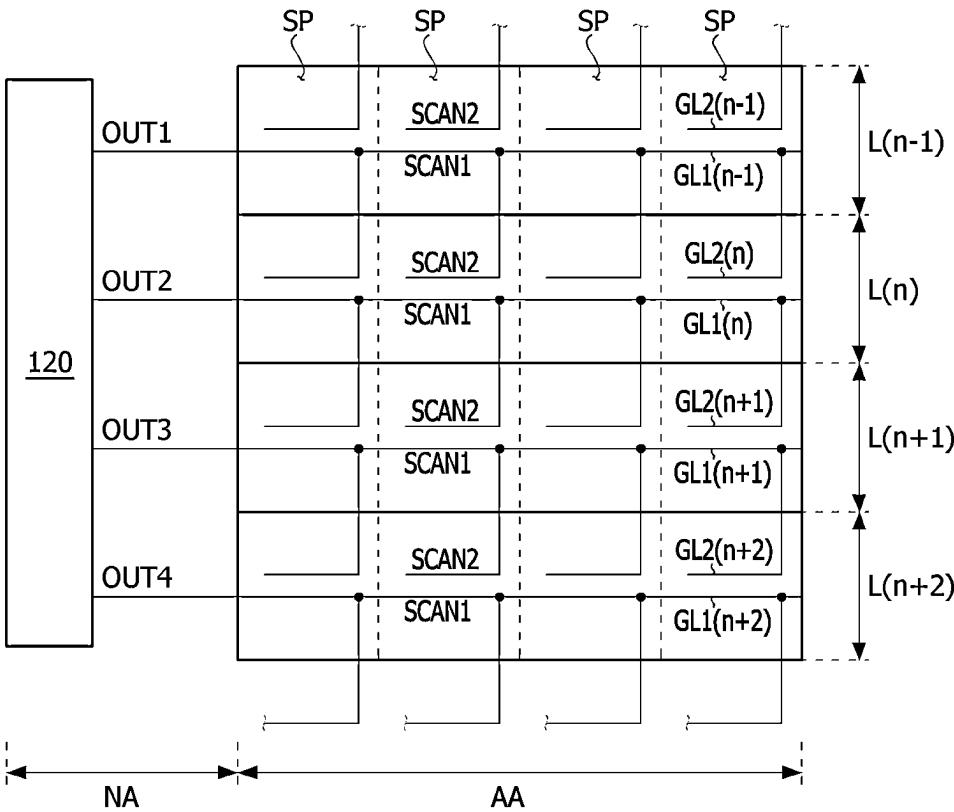 SP SP SP SP
OUT1 SCAN2 GL2(n-1) L(n-1)
SCAN1 GL1(n-1)
OUT2 SCAN2 GL2(n) L(n)
SCAN1 GL1(n)
120
OUT3 SCAN2 GL2(n+1) L(n+1)
SCAN1 GL1(n+1)
OUT4 SCAN2 GL2(n+2) L(n+2)
SCAN1 GL1(n+2)
NA AA